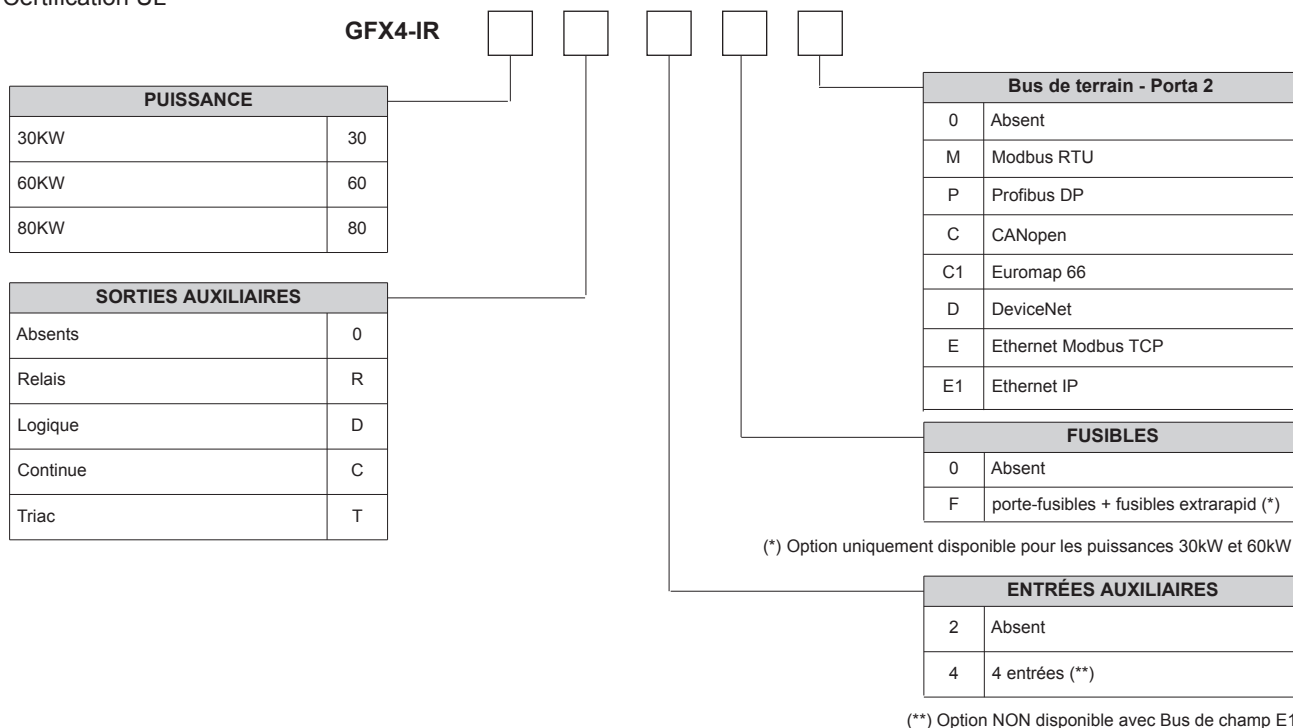 Certification UL
GFX4-IR
PUISSANCE
30KW 30
60KW 60
80KW 80
SORTIES AUXILIAIRES
Absents 0
Relais R
Logique D
Continue C
Triac T
Bus de terrain - Porta 2
0 Absent
M Modbus RTU
P Profibus DP
C CANopen
C1 Euromap 66
D DeviceNet
E Ethernet Modbus TCP
E1 Ethernet IP
FUSIBLES
0 Absent
F porte-fusibles + fusibles extrarapid (*)
(*) Option uniquement disponible pour les puissances 30kW et 60kW
ENTRÉES AUXILIAIRES
2 Absent
4 4 entrées (**)
(**) Option NON disponible avec Bus de champ E1